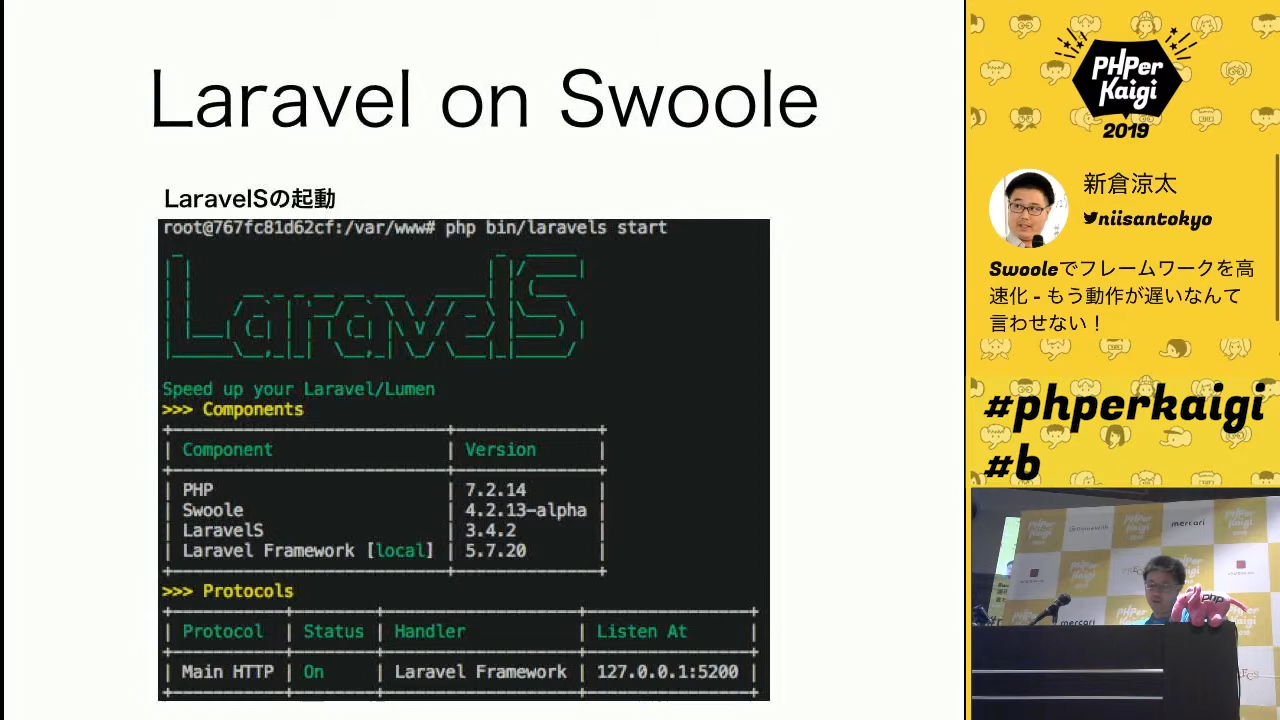 Laravel on Swoole
LaravelSの起動
root@767fc81d62cf:/var/www# php bin/laravels start
LaravelS
Speed up your Laravel/Lumen
>>> Components
| Component | Version |
| PHP | 7.2.14 |
| Swoole | 4.2.13-alpha |
| LaravelS | 3.4.2 |
| Laravel Framework [local] | 5.7.20 |
>>> Protocols
| Protocol | Status | Handler | Listen At |
| Main HTTP | On | Laravel Framework | 127.0.0.1:5200 |
PHPer
Kaigi
2019
新倉涼太
niisantokyo
Swooleでフレームワークを高
速化 - もう動作が遅いなんて
言わせない！
#phperkaigi
#b
mercari
mercari
php